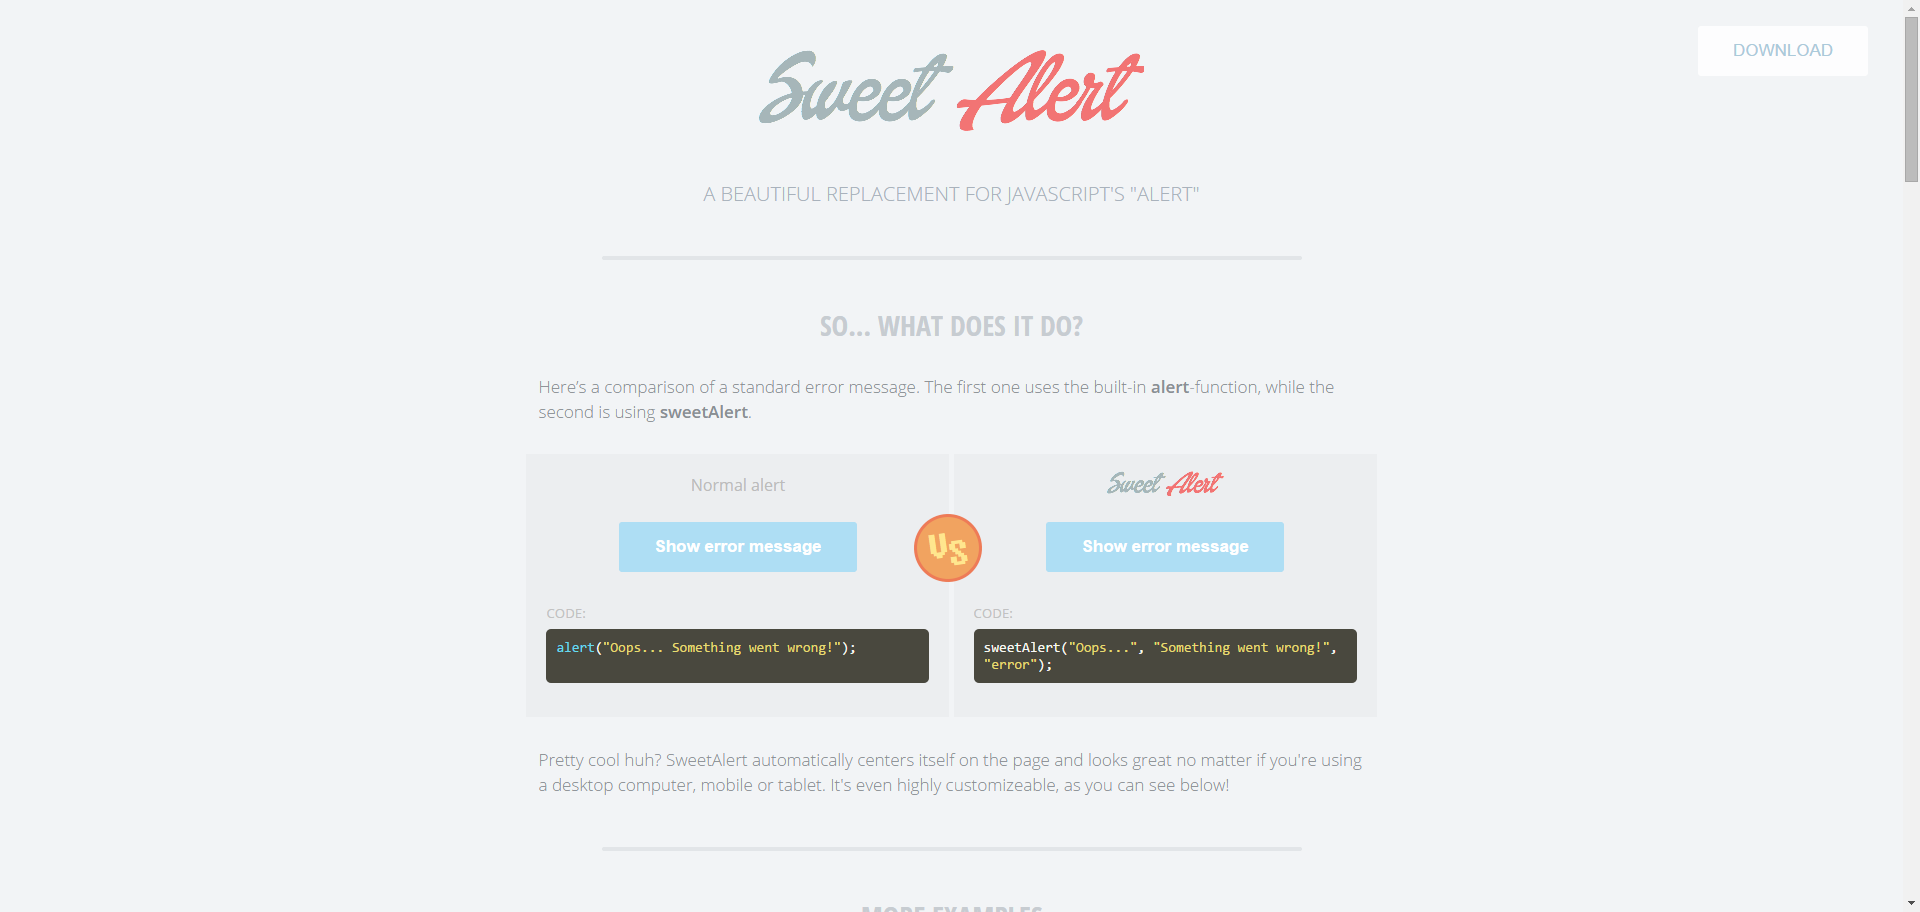 DOWNLOAD
Sweet Alert
A BEAUTIFUL REPLACEMENT FOR JAVASCRIPT'S "ALERT"
SO... WHAT DOES IT DO?
Here’s a comparison of a standard error message. The first one uses the built-in alert-function, while the
second is using sweetAlert.
Normal alert
Show error message
CODE:
alert("Oops... Something went wrong!");
VS
Sweet Alert
Show error message
CODE:
sweetAlert("Oops...", "Something went wrong!",
"error");
Pretty cool huh? SweetAlert automatically centers itself on the page and looks great no matter if you're using
a desktop computer, mobile or tablet. It's even highly customizeable, as you can see below!
MORE EXAMPLES